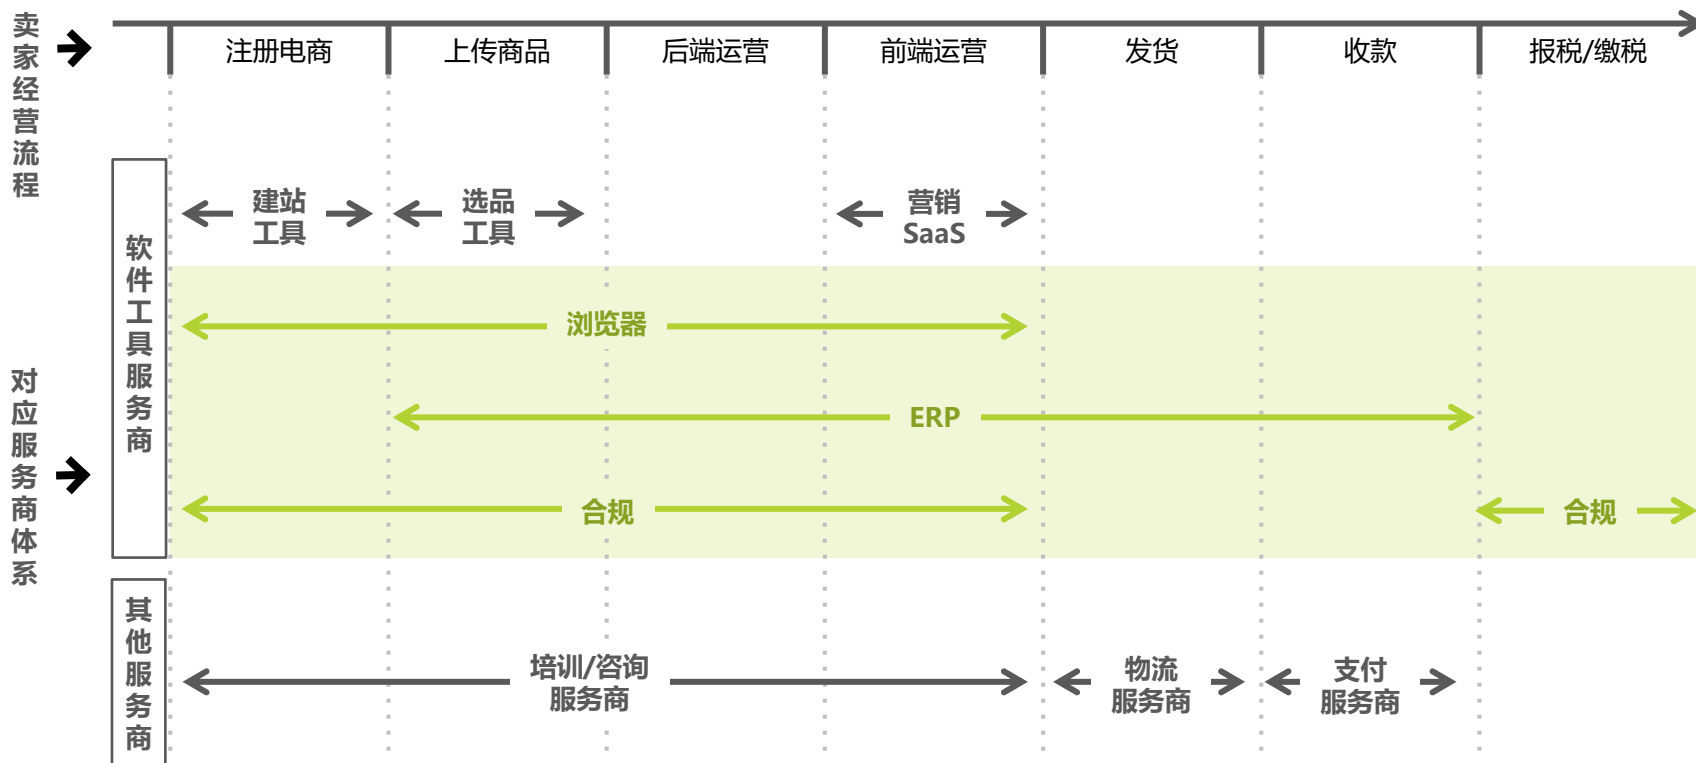 卖家经营流程
注册电商
上传商品
后端运营
前端运营
发货
收款
报税/缴税
对应服务商体系
软件工具服务商
建站
工具
选品
工具
营销
SaaS
浏览器
ERP
合规
合规
其他服务商
培训/咨询
服务商
物流
服务商
支付
服务商